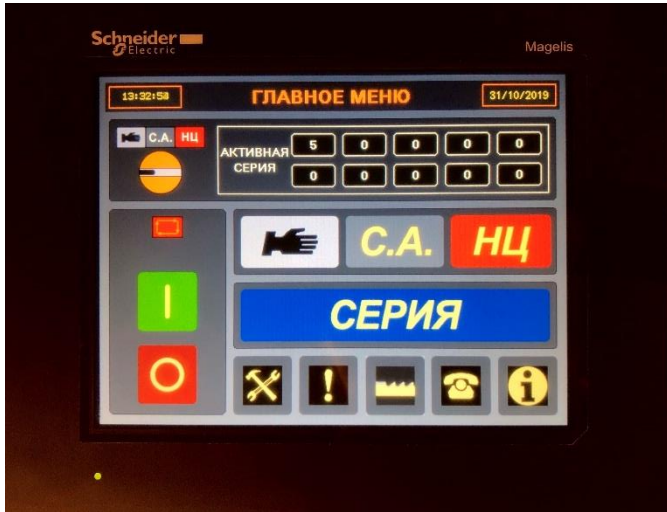 Schneider
Electric
Magelis
13:32:58
ГЛАВНОЕ МЕНЮ
31/10/2019
С.А. НЦ
АКТИВНАЯ
СЕРИЯ
5 0 0 0 0
0 0 0 0 0
С.А.
НЦ
СЕРИЯ